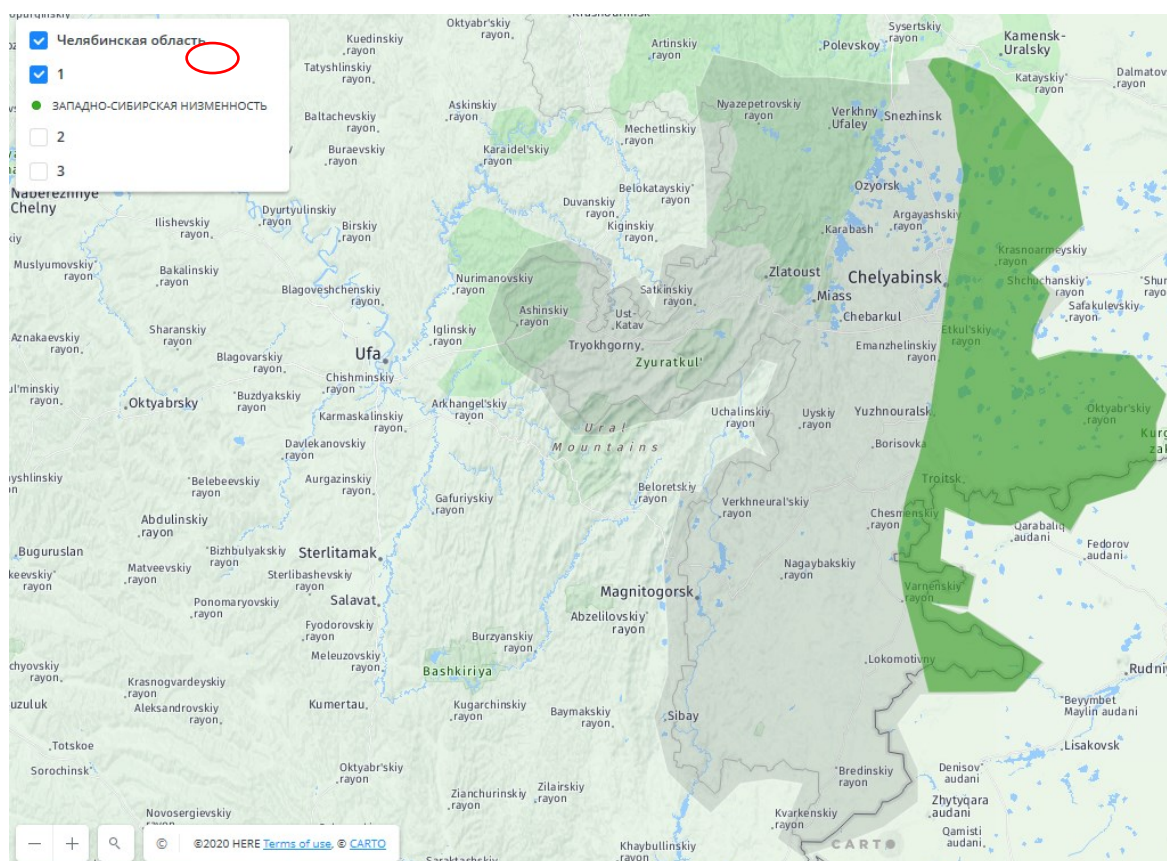 Челябинская область
1
ЗАПАДНО-СИБИРСКАЯ НИЗМЕННОСТЬ
2
3
Oktyabr'skiy
rayon.
Kuedinskiy
rayon
Tatyshlinskiy
rayon.
Artinskiy
rayon
Sysertskiy
rayon
Polevskoy
Kamensk-
Uralsky
Katayskiy
rayon
Dalmatov
rayon
Baltachevskiy
rayon.
Askinskiy
rayon
Mechetlinskiy
rayon
Nyazepetrovskiy
rayon
Verkhny
Ufaley
Snezhinsk
Buraevskiy
rayon.
Karaidel'skiy
rayon
Belokatayskiy
rayon
Ozyorsk
Naberezhnye
Chelny
Ilishevskiy
rayon.
Dyurtyulinskiy
rayon
Birskiy
rayon.
Duvanskiy
rayon.
Kiginskiy
rayon
Karabash
Argayashskiy
rayon
Muslyumovskiy
rayon
Bakalinskiy
rayon.
Blagoveshchenskiy
rayon.
Nurimanovskiy
rayon
Satkinskiy
rayon.
Zlatoust
Miass
Chelyabinsk
Krasnoarmeyskiy
rayon
Shchuchanskiy
rayon
Safakulevskiy
rayon.
Aznakaevskiy
rayon.
Sharanskiy
rayon
Blagovarskiy
rayon
Ufa
Iglinskiy
rayon
Ashinskiy
rayon
Ust-
Katav
Tryokhgorny
Zyuratkul'
Chebarkul
Emanzhelinskiy
rayon
Etkul'skiy
rayon
Chishminskiy
rayon
Oktyabrsky
Buzdyakskiy
rayon
Karmaskalinskiy
rayon.
Arkhangel'skiy
rayon
Uchalinskiy
rayon
Uyskiy
rayon
Yuzhnouralsk
Oktyabr'skiy
rayon
Davlekanovskiy
rayon
Ural
Mountains
Borisovka
Belebeevskiy
rayon
Aurgazinskiy
rayon.
Gafuriyskiy
rayon
Beloretskiy
rayon
Verkhneural'skiy
rayon
Troitsk
Chesmenskiy
rayon
Abdulinskiy
rayon
Qarabaliq
audani
Fedorov
audani
Buguruslan
Matveevskiy
rayon
Bizhbulyakskiy
rayon
Sterlitamak
Sterlibashevskiy
rayon
Nagaybakskiy
rayon
Varnenskiy
rayon
Ponomaryovskiy
rayon
Salavat
Magnitogorsk
Abzelilovskiy
rayon
Fyodorovskiy
rayon
Meleuzovskiy
rayon
Burzyanskiy
rayon
Bashkiriya
Lokomotivny
Krasnogvardeyskiy
rayon
Aleksandrovskiy
rayon
Kumertau
Kugarchinskiy
rayon
Baymakskiy
rayon.
Sibay
Beyymbet
Maylin audani
Totskoe
Sorochinsk
Oktyabr'skiy
rayon
Zianchurinskiy
rayon
Zilairskiy
rayon
Bredinskiy
rayon
Denisov
audani
Lisakovsk
Zhytyqara
audani
Novosergievskiy
Kvarkenskiy
rayon
Qamisti
audani.
Khaybullinskiy
rayon
CARTO
©2020 HERE Terms of use, © CARTO